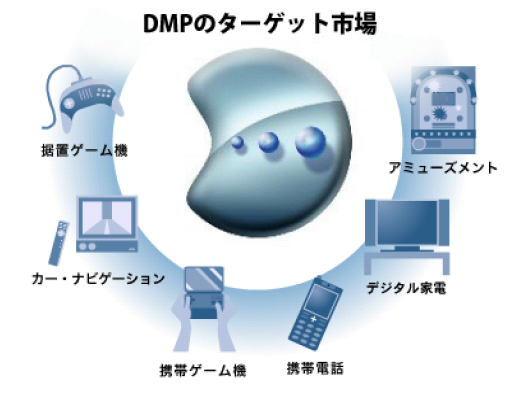 DMPのターゲット市場
据置ゲーム機
アミューズメント
カー・ナビゲーション
デジタル家電
携帯ゲーム機
携帯電話